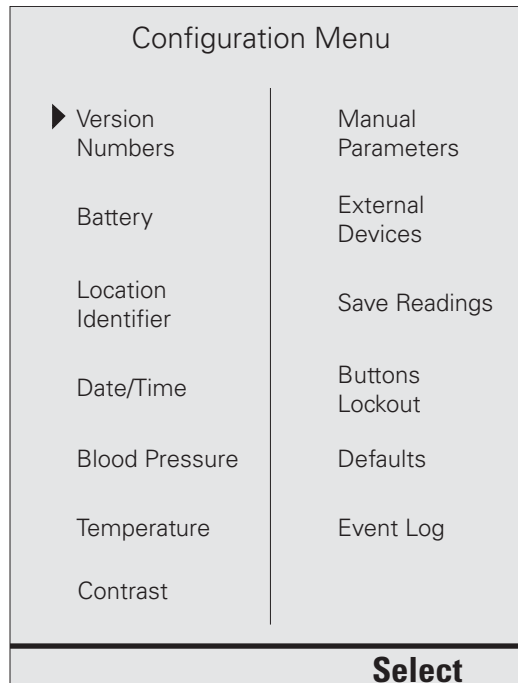 Configuration Menu
Version
Numbers
Battery
Location
Identifier
Date/Time
Blood Pressure
Temperature
Contrast
Manual
Parameters
External
Devices
Save Readings
Buttons
Lockout
Defaults
Event Log
Select